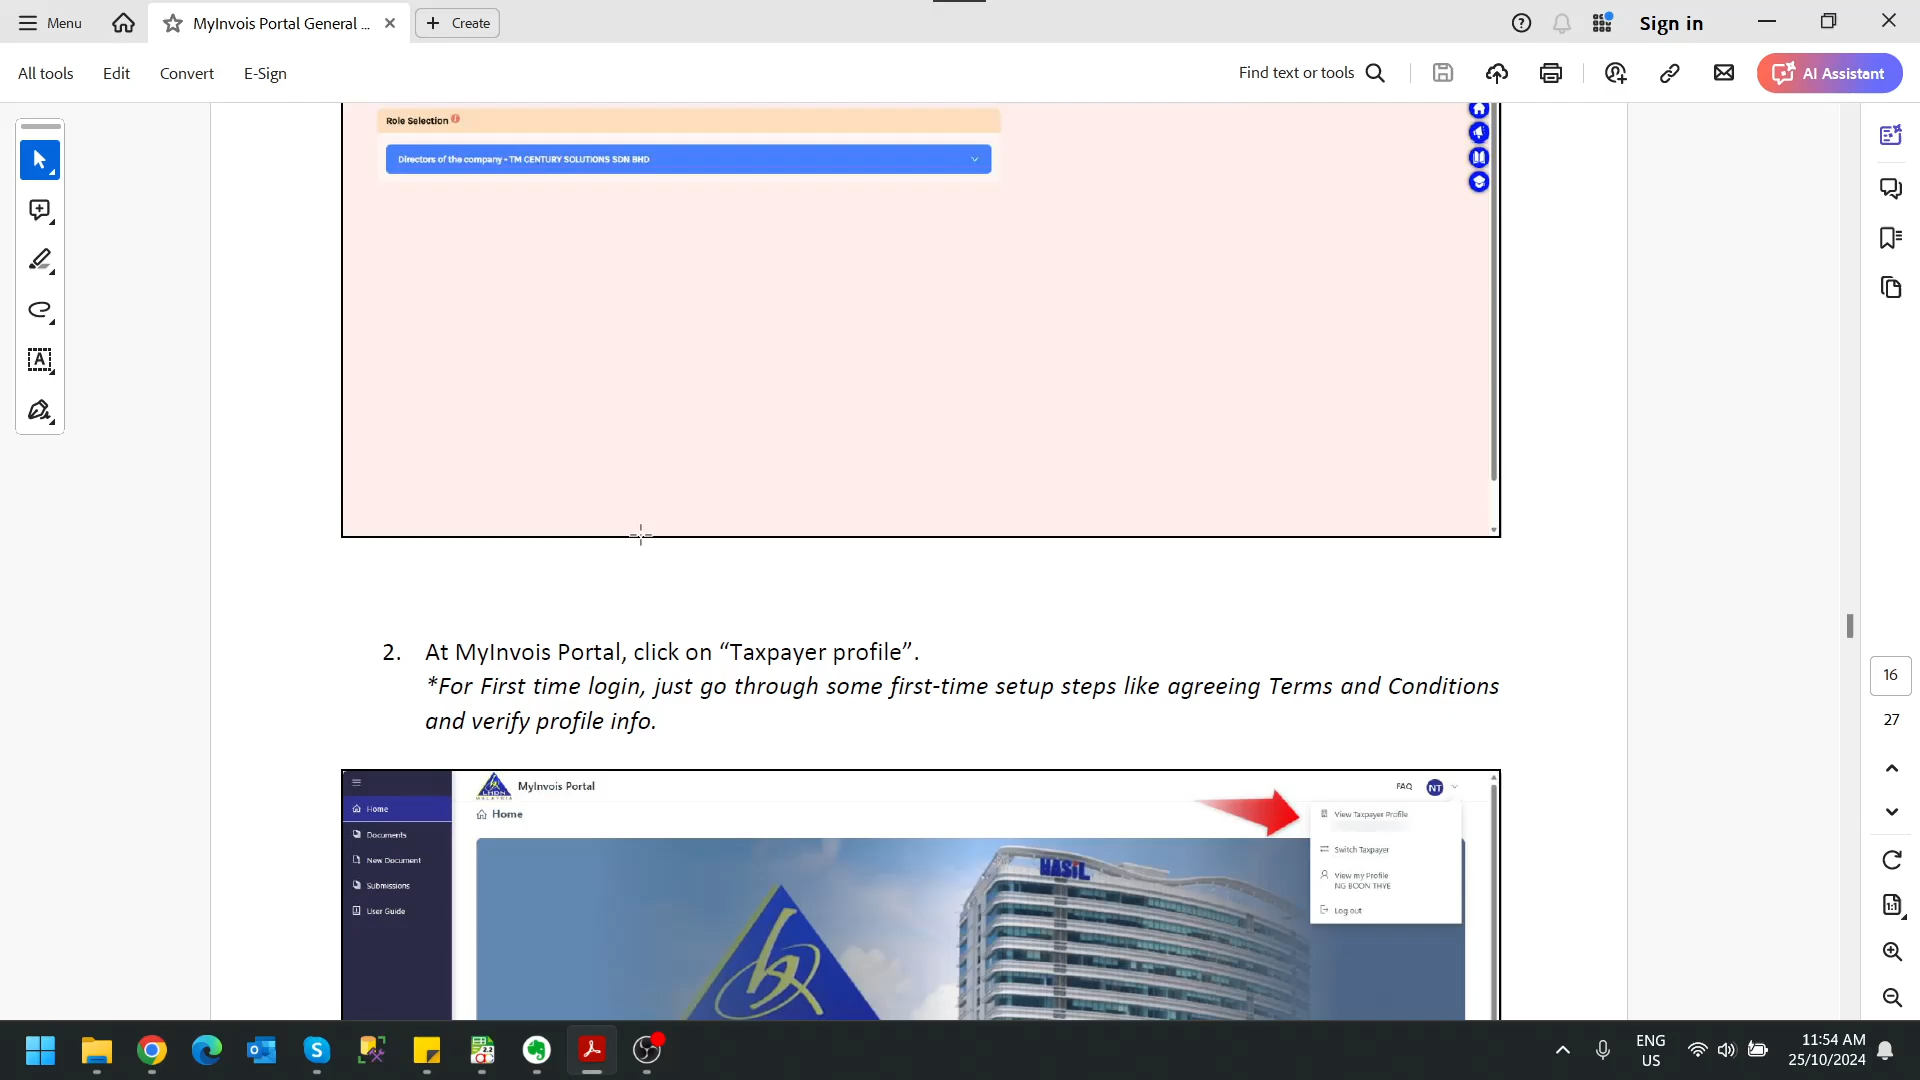 Menu
MyInvois Portal General ...
Create
Sign in
All tools
Edit
Convert
E-Sign
Find text or tools
AI Assistant
Role Selection
Directors of the company - TM CENTURY SOLUTIONS SDN BHD
2. At MyInvois Portal, click on “Taxpayer profile”.
*For First time login, just go through some first-time setup steps like agreeing Terms and Conditions
and verify profile info.
MyInvois Portal
FAQ
NT
Home
Home
View Taxpayer Profile
Documents
Switch Taxpayer
New Document
View my Profile
NG BOON THYE
Submissions
Log out
User Guide
HASiL
LHDN
MALAYSIA
16
27
1:1
ENG
US
11:54 AM
25/10/2024